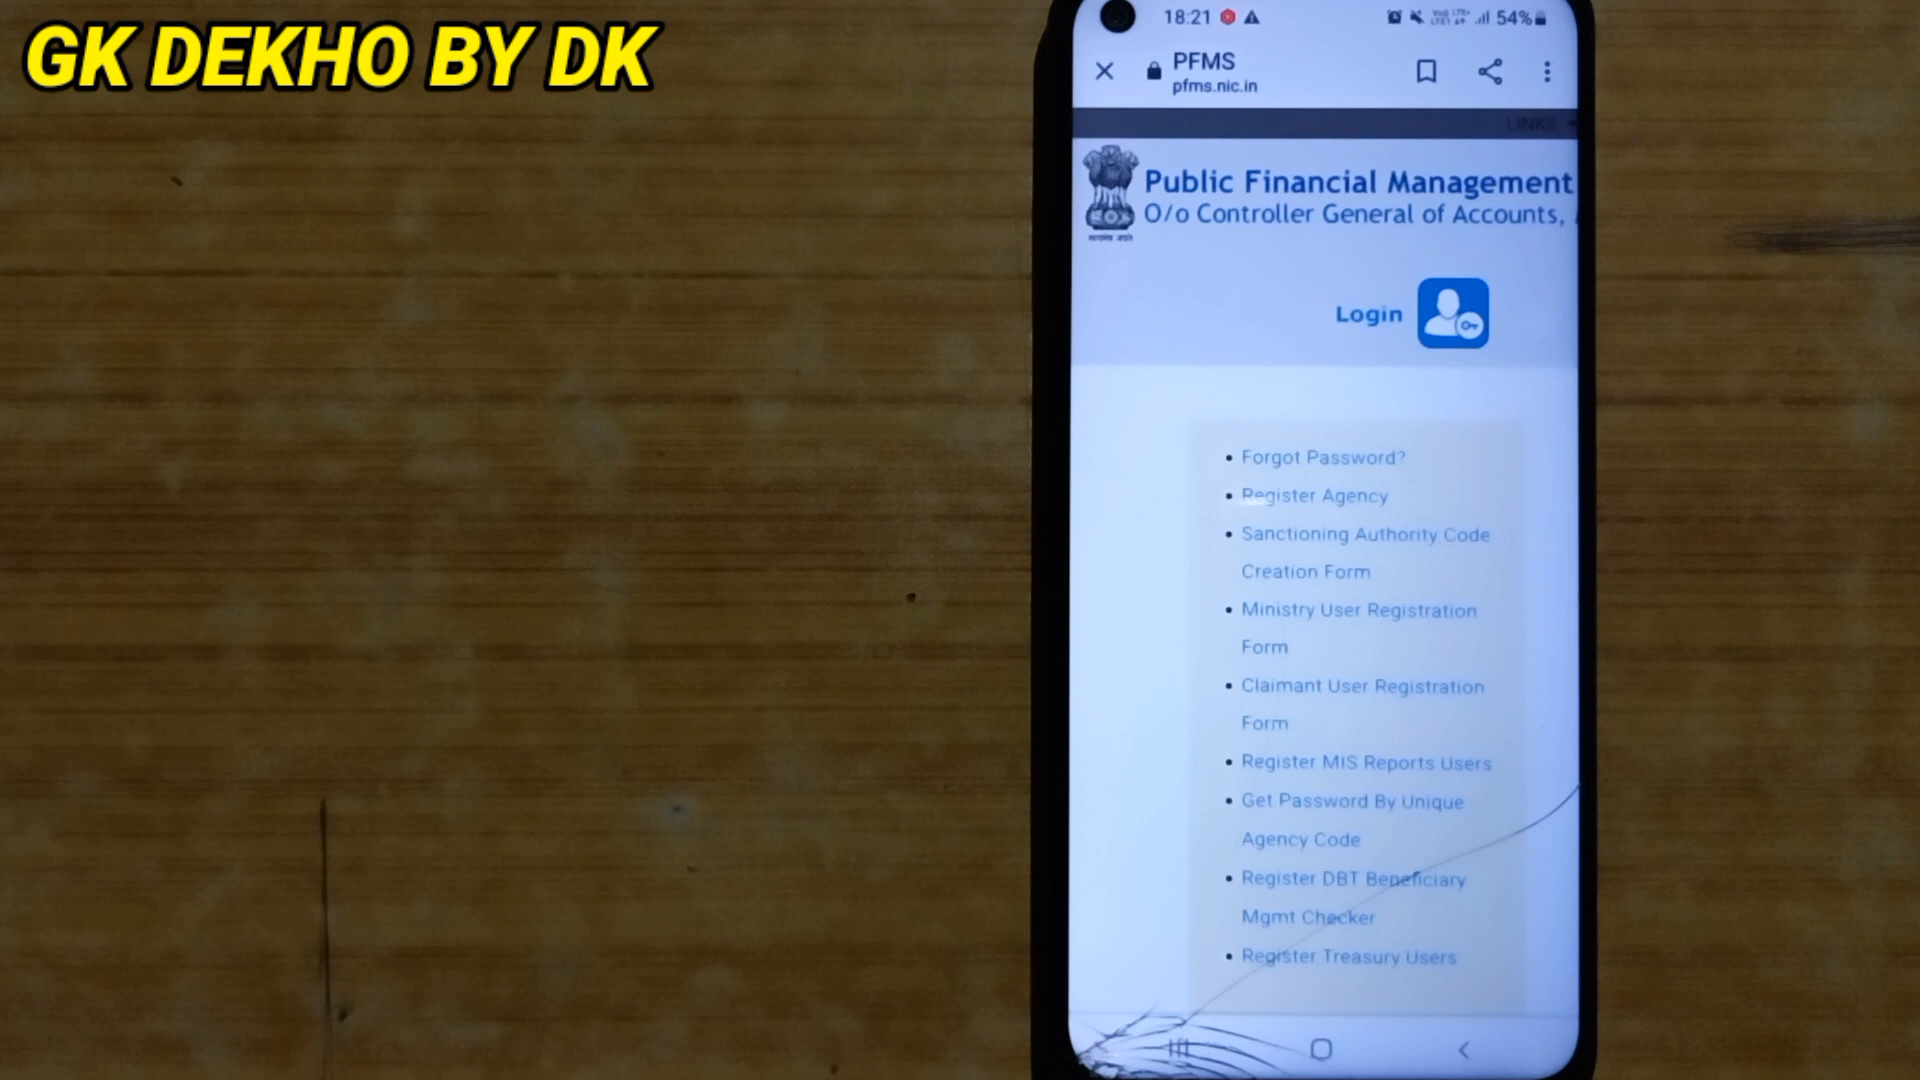 GK DEKHO BY DK
18:21
54%
PFMS
pfms.nic.in
LINKS
Public Financial Management
O/o Controller General of Accounts,
Login
Forgot Password?
Register Agency
Sanctioning Authority Code
Creation Form
Ministry User Registration
Form
Claimant User Registration
Form
Register MIS Reports Users
Get Password By Unique
Agency Code
Register DBT Beneficiary
Mgmt Checker
Register Treasury Users